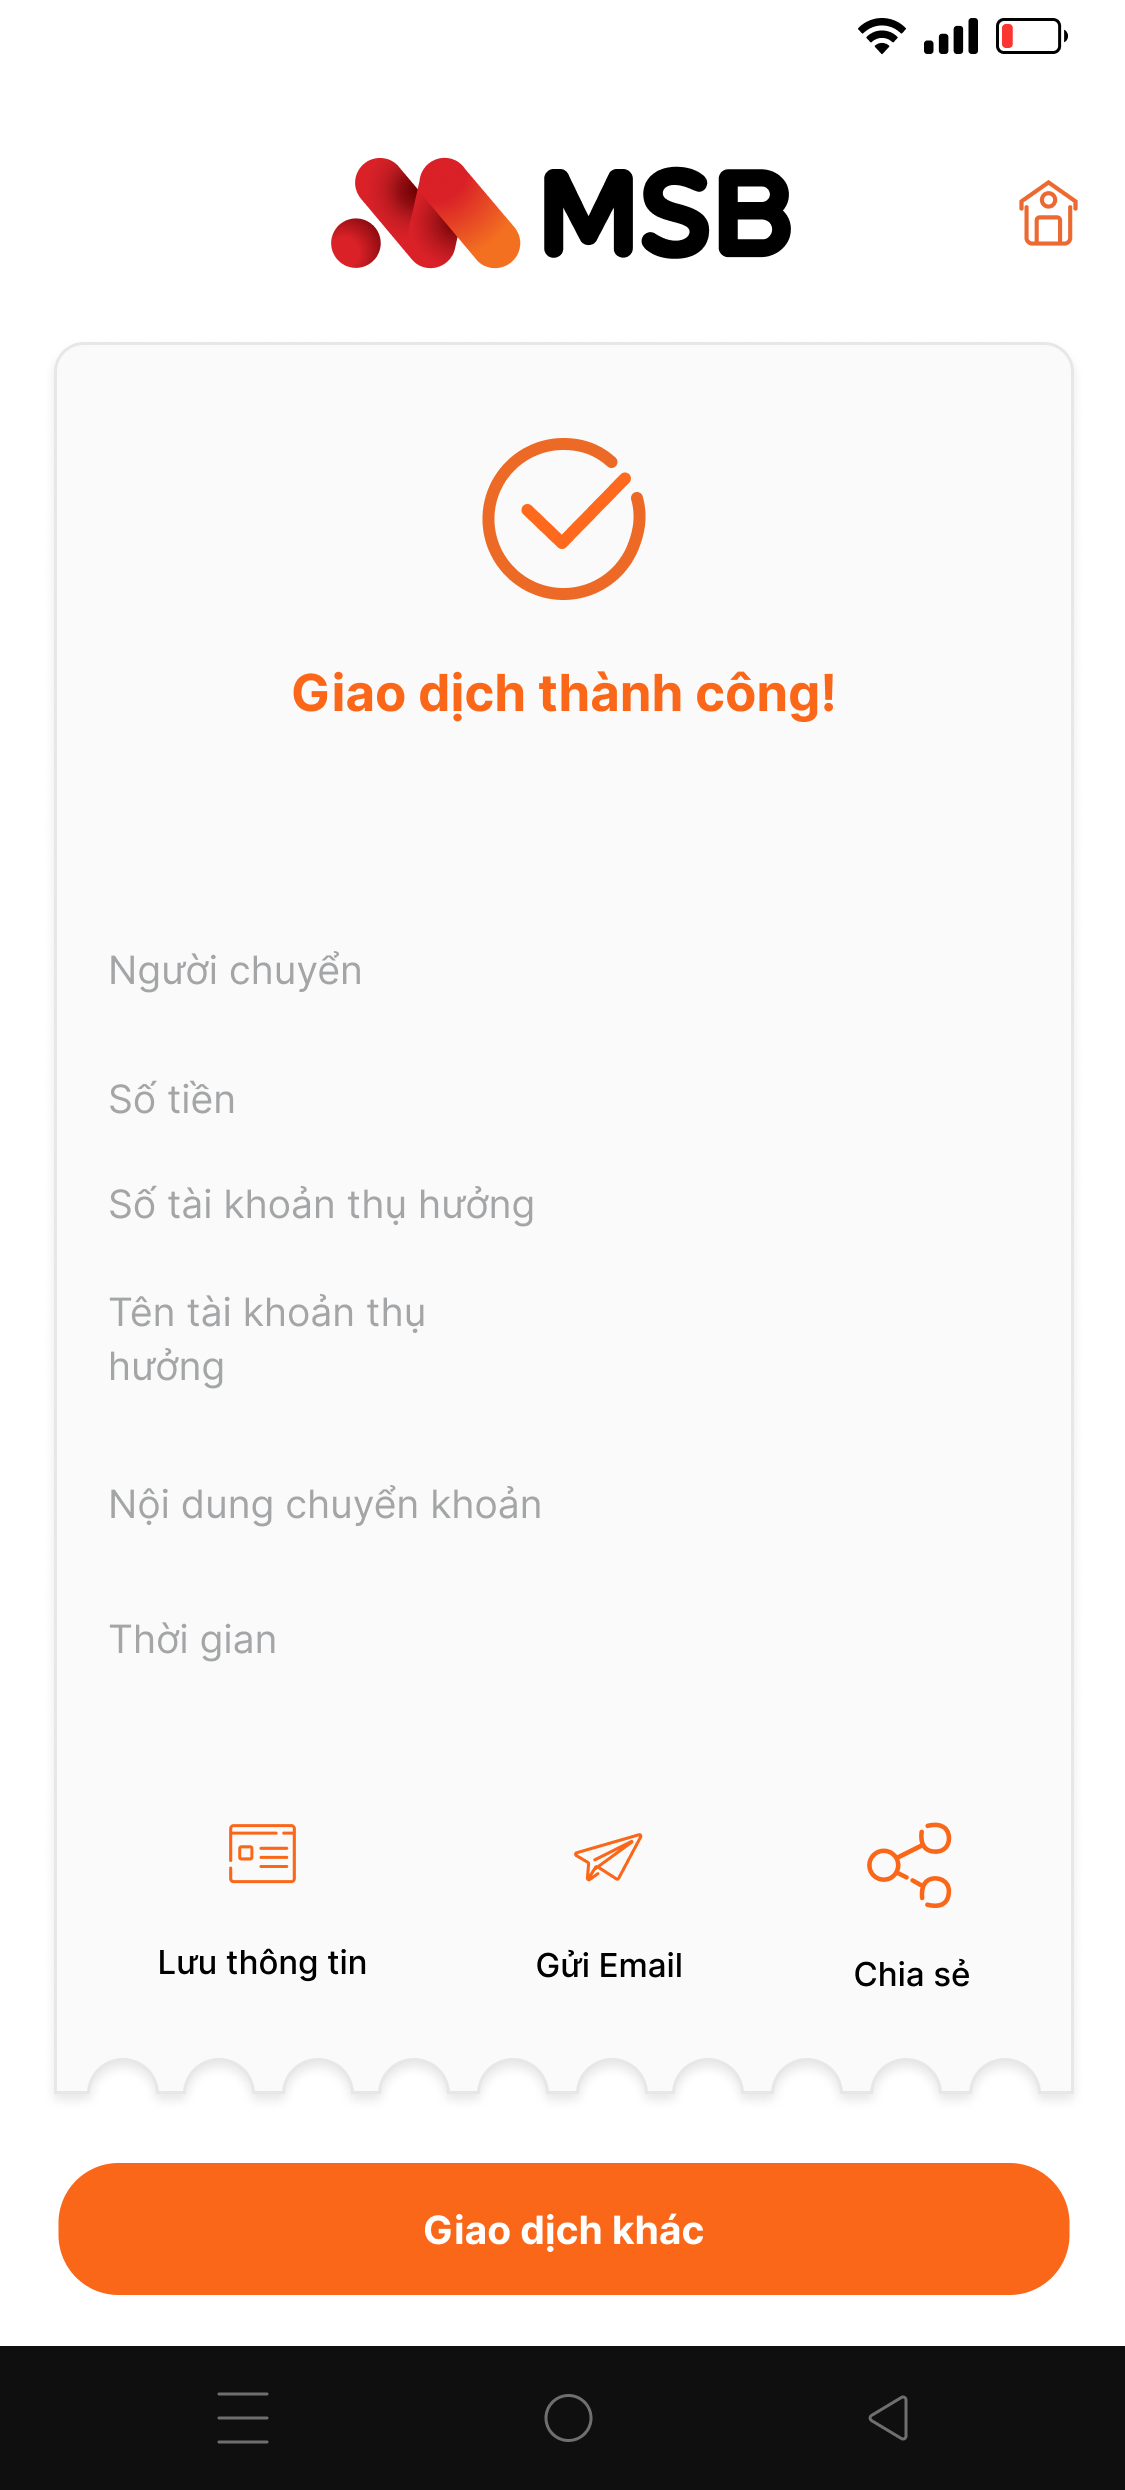 MSB
Giao dịch thành công!
Người chuyển
Số tiền
Số tài khoản thụ hưởng
Tên tài khoản thụ
hưởng
Nội dung chuyển khoản
Thời gian
Lưu thông tin
Gửi Email
Chia sẻ
Giao dịch khác